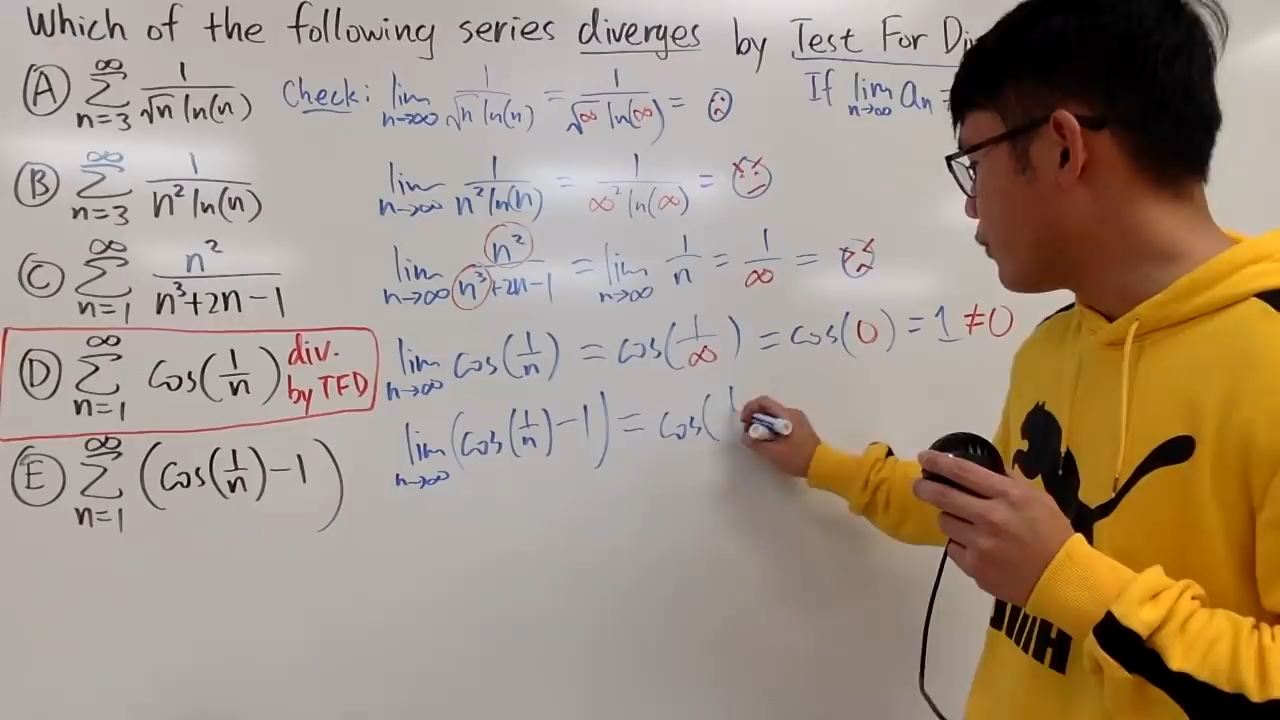 Which of the following series diverges by Test For Di
(A) ∞∑n=3 1/(√n ln(n)) Check: lim n→∞ 1/(√n ln(n)) = 1/(√∞ ln(∞)) = ☹ If lim n→∞ aₙ =
(B) ∞∑n=3 1/(n² ln(n)) lim n→∞ 1/(n² ln(n)) = 1/(∞² ln(∞)) =
(C) ∞∑n=1 n²/(n³+2n−1) lim n→∞ n²/(n³+2n−1) = lim n→∞ 1/n = 1/∞ =
(D) ∞∑n=1 cos(1/n) div. by TFD lim n→∞ cos(1/n) = cos(1/∞) = cos(0) = 1 ≠ 0
(E) ∞∑n=1 (cos(1/n)−1) lim n→∞ (cos(1/n)−1) = cos(1
PUMA